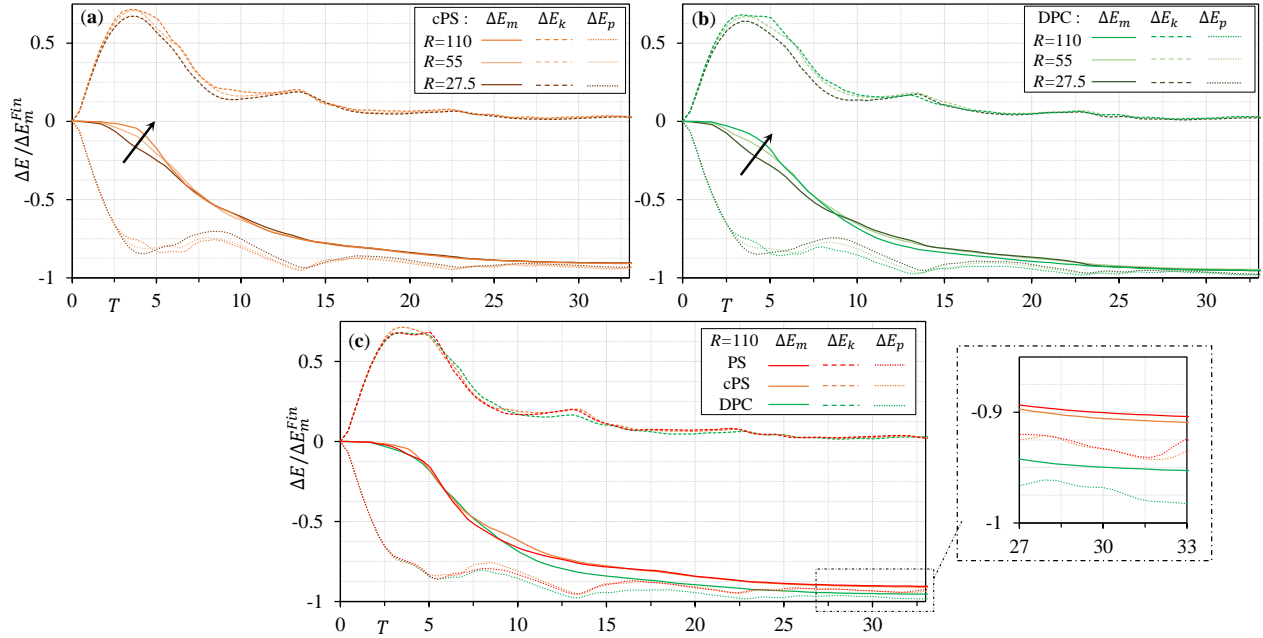 (a)
cPS : ΔE_m ΔE_k ΔE_p
R=110
R=55
R=27.5
0.5
0
-0.5
-1
ΔE/ΔE_m^Fin
0 T 5 10 15 20 25 30
(b)
DPC : ΔE_m ΔE_k ΔE_p
R=110
R=55
R=27.5
0.5
0
-0.5
-1
0 T 5 10 15 20 25 30
(c)
R=110 ΔE_m ΔE_k ΔE_p
PS
cPS
DPC
0.5
0
-0.5
-1
ΔE/ΔE_m^Fin
0 T 5 10 15 20 25 30
-0.9
-1
27 30 33